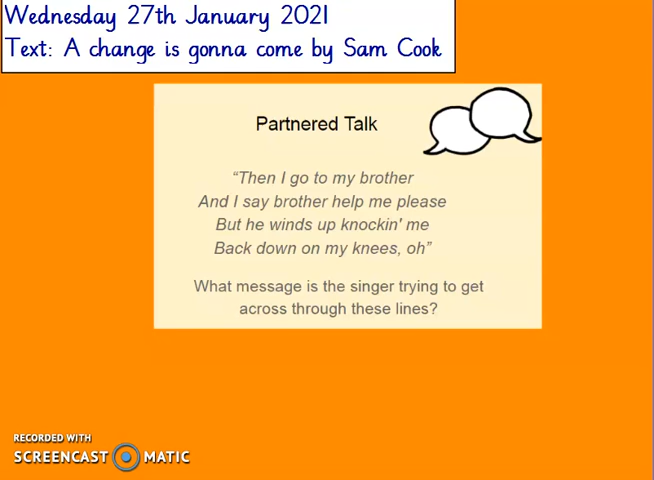 Wednesday 27th January 2021
Text: A change is gonna come by Sam Cook
Partnered Talk
“Then I go to my brother
And I say brother help me please
But he winds up knockin' me
Back down on my knees, oh”
What message is the singer trying to get
across through these lines?
RECORDED WITH
SCREENCAST MATIC